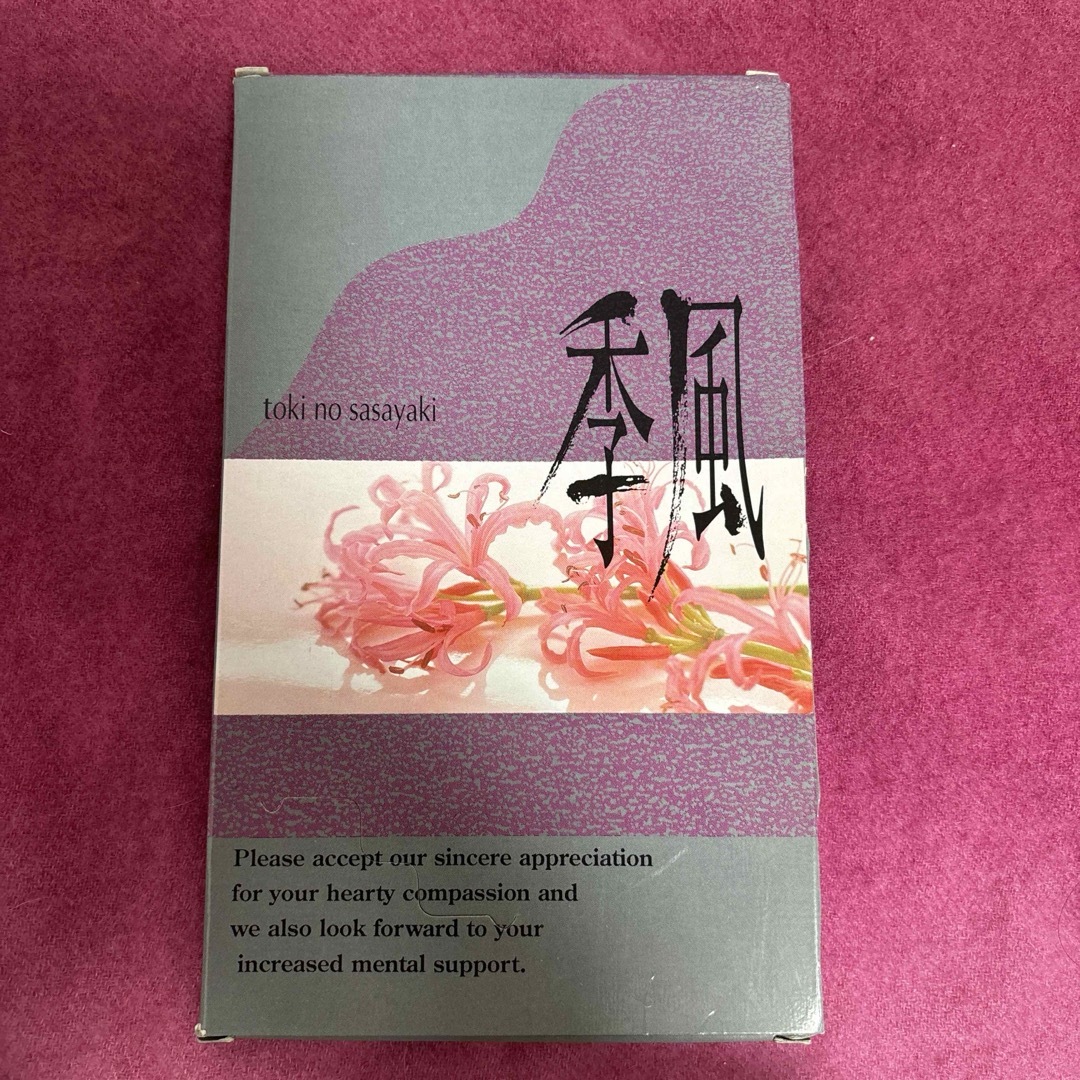 季風
toki no sasayaki
Please accept our sincere appreciation
for your hearty compassion and
we also look forward to your
increased mental support.